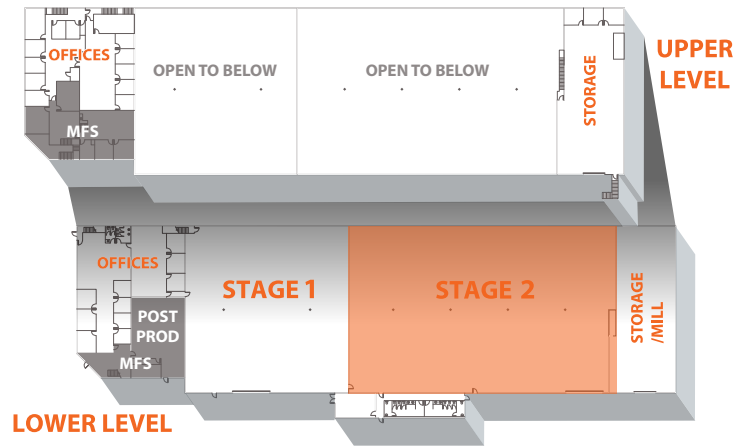 UPPER
LEVEL
OFFICES
OPEN TO BELOW
OPEN TO BELOW
STORAGE
MFS
OFFICES
STAGE 1
STAGE 2
STORAGE
/MILL
POST
PROD
MFS
LOWER LEVEL